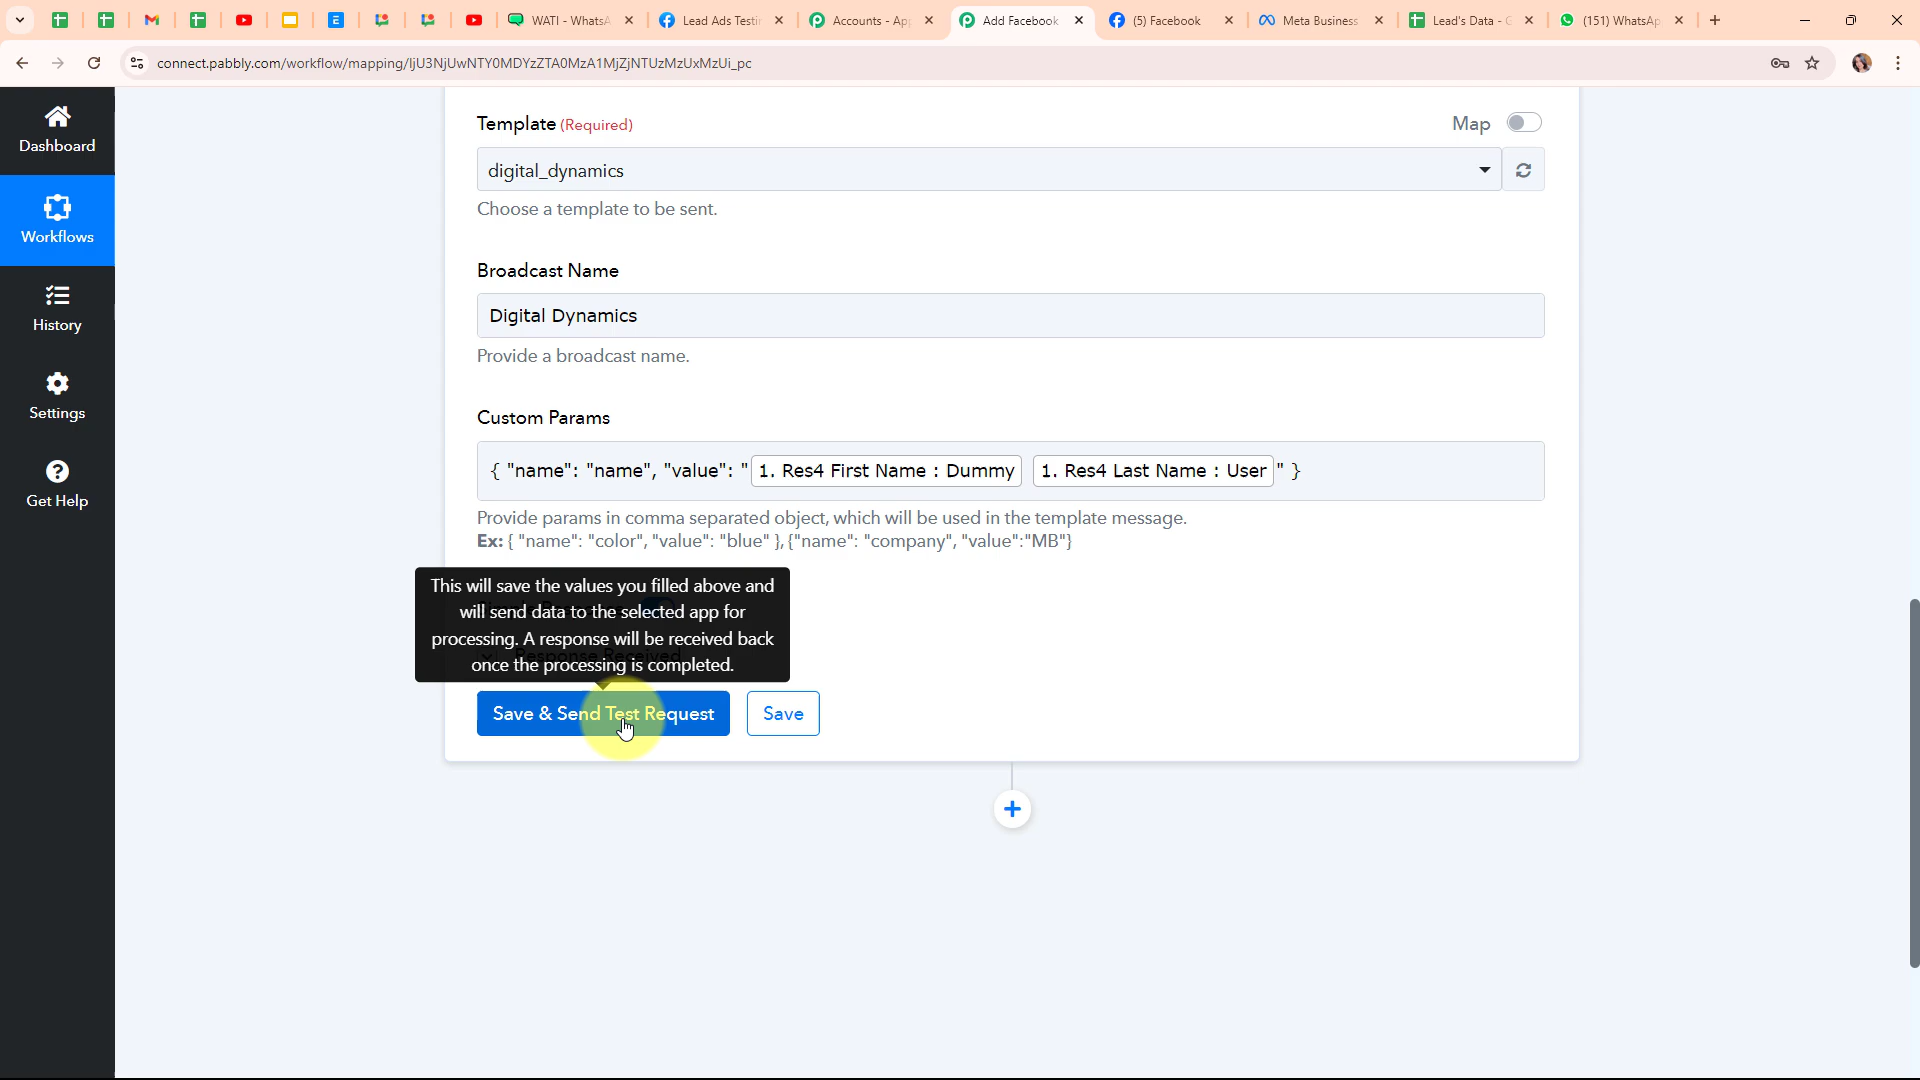 WATI - WhatsA
Lead Ads Testin
Accounts - Ap
Add Facebook
(5) Facebook
Meta Business
Lead's Data - G
(151) WhatsAp
connect.pabbly.com/workflow/mapping/IjU3NjUwNTY0MDYzZTA0MzA1MjZjNTUzMzUxMzUi_pc
Dashboard
Workflows
History
Settings
Get Help
Template (Required)
Map
digital_dynamics
Choose a template to be sent.
Broadcast Name
Digital Dynamics
Provide a broadcast name.
Custom Params
{ "name": "name", "value": " 1. Res4 First Name : Dummy 1. Res4 Last Name : User " }
Provide params in comma separated object, which will be used in the template message.
Ex: { "name": "color", "value": "blue" },{"name": "company", "value":"MB"}
This will save the values you filled above and
will send data to the selected app for
processing. A response will be received back
once the processing is completed.
Response Received
Save & Send Test Request
Save